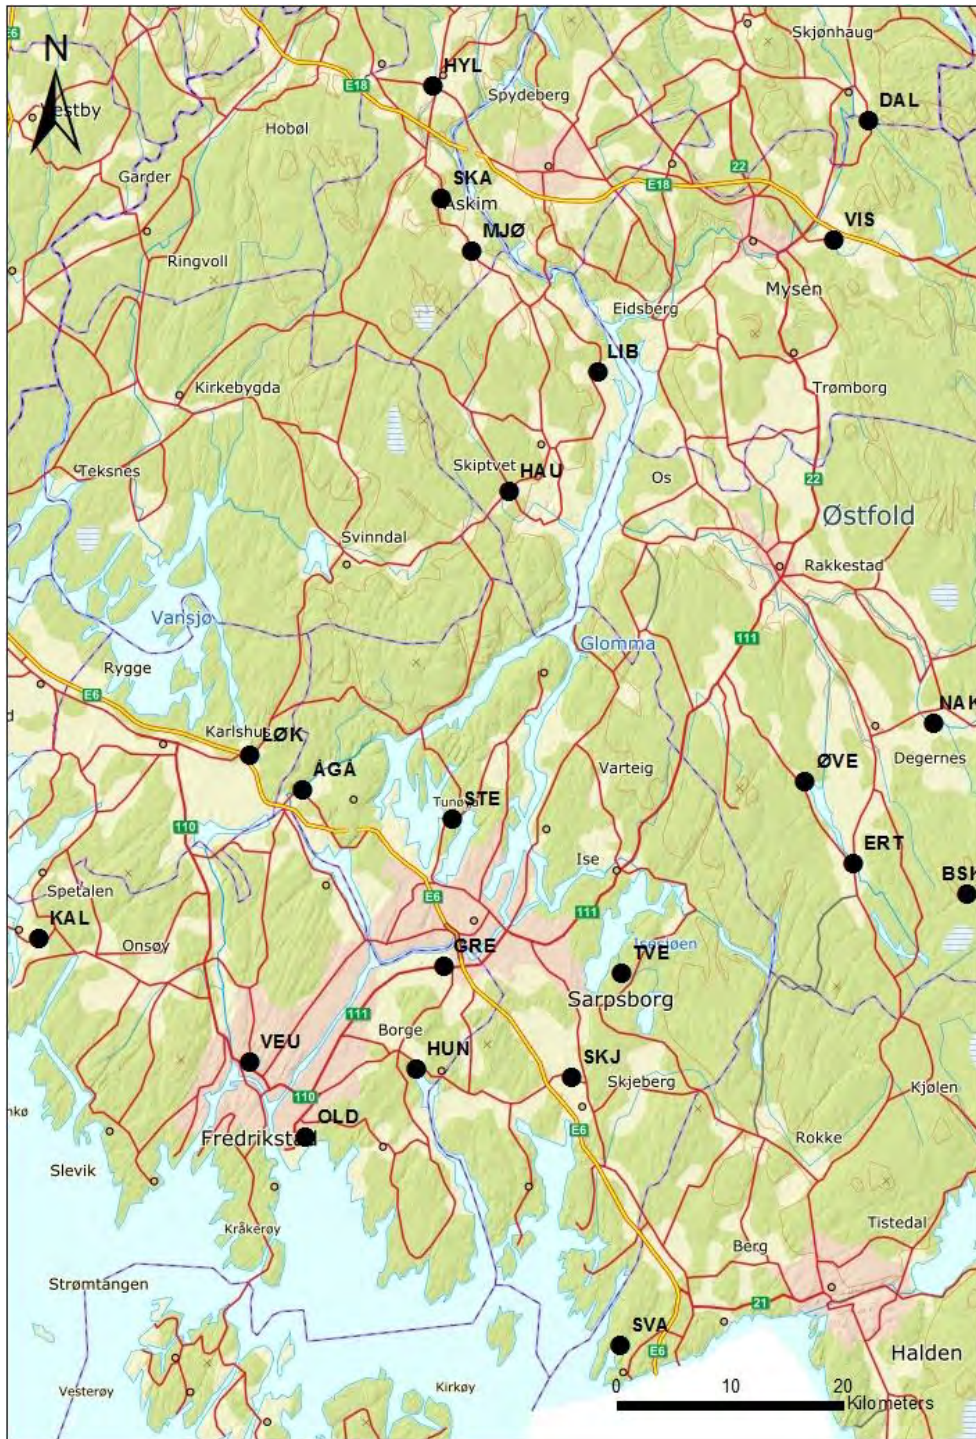 E6
N
Skjønhaug
HYL
E18
Spydeberg
DAL
Vestby
Hobøl
22
Garder
SKA
E18
Askim
VIS
MJØ
Ringvoll
Mysen
Eidsberg
LIB
Kirkebygda
Trømborg
Skiptvet
HAU
Teksnes
Os
22
Østfold
Svinndal
Rakkestad
Vansjø
Glomma
111
Rygge
E6
NAK
Karlshus
LØK
Degernes
ÅGÅ
Varteig
ØVE
Tunøya
STE
110
Ise
ERT
Spetalen
E6
BSK
111
KAL
Onsøy
Isesjøen
GRE
TVE
Sarpsborg
111
Borge
VEU
HUN
SKJ
Skjeberg
110
Kjølen
OLD
Fredrikstad
E6
Rokke
Slevik
Kråkerøy
Tistedal
Berg
Strømtangen
21
SVA
E6
Halden
Vesterøy
Kirkøy
0 10 20
Kilometers